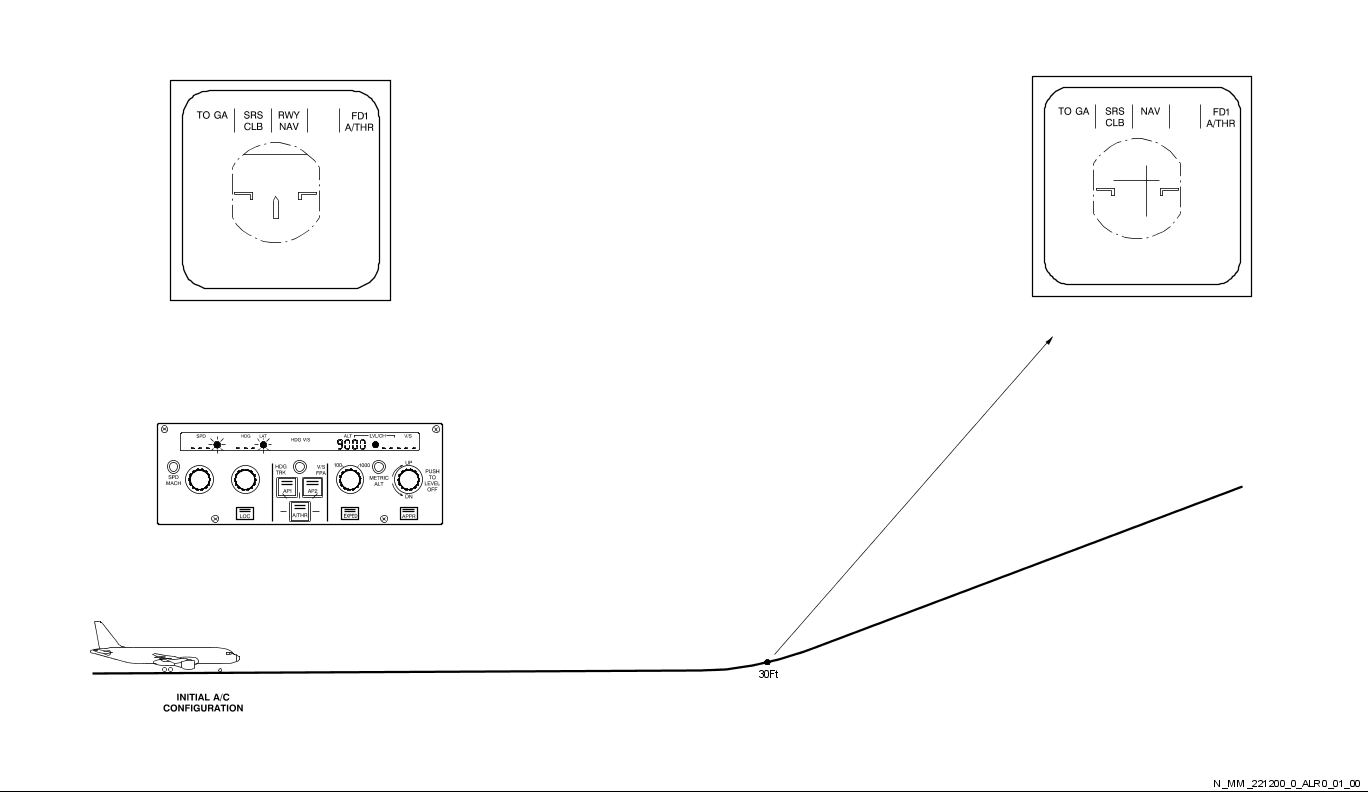 TO GA SRS RWY FD1
CLB NAV A/THR
TO GA SRS NAV FD1
CLB A/THR
SPD HDG LAT HDG V/S ALT LVL/CH V/S
9000
SPD
MACH
HDG
TRK
V/S
FPA
100 1000
METRIC
ALT
UP
DN
PUSH
TO
LEVEL
OFF
AP1 AP2
LOC A/THR EXPED APPR
30Ft
INITIAL A/C
CONFIGURATION
N_MM_221200_0_ALR0_01_00